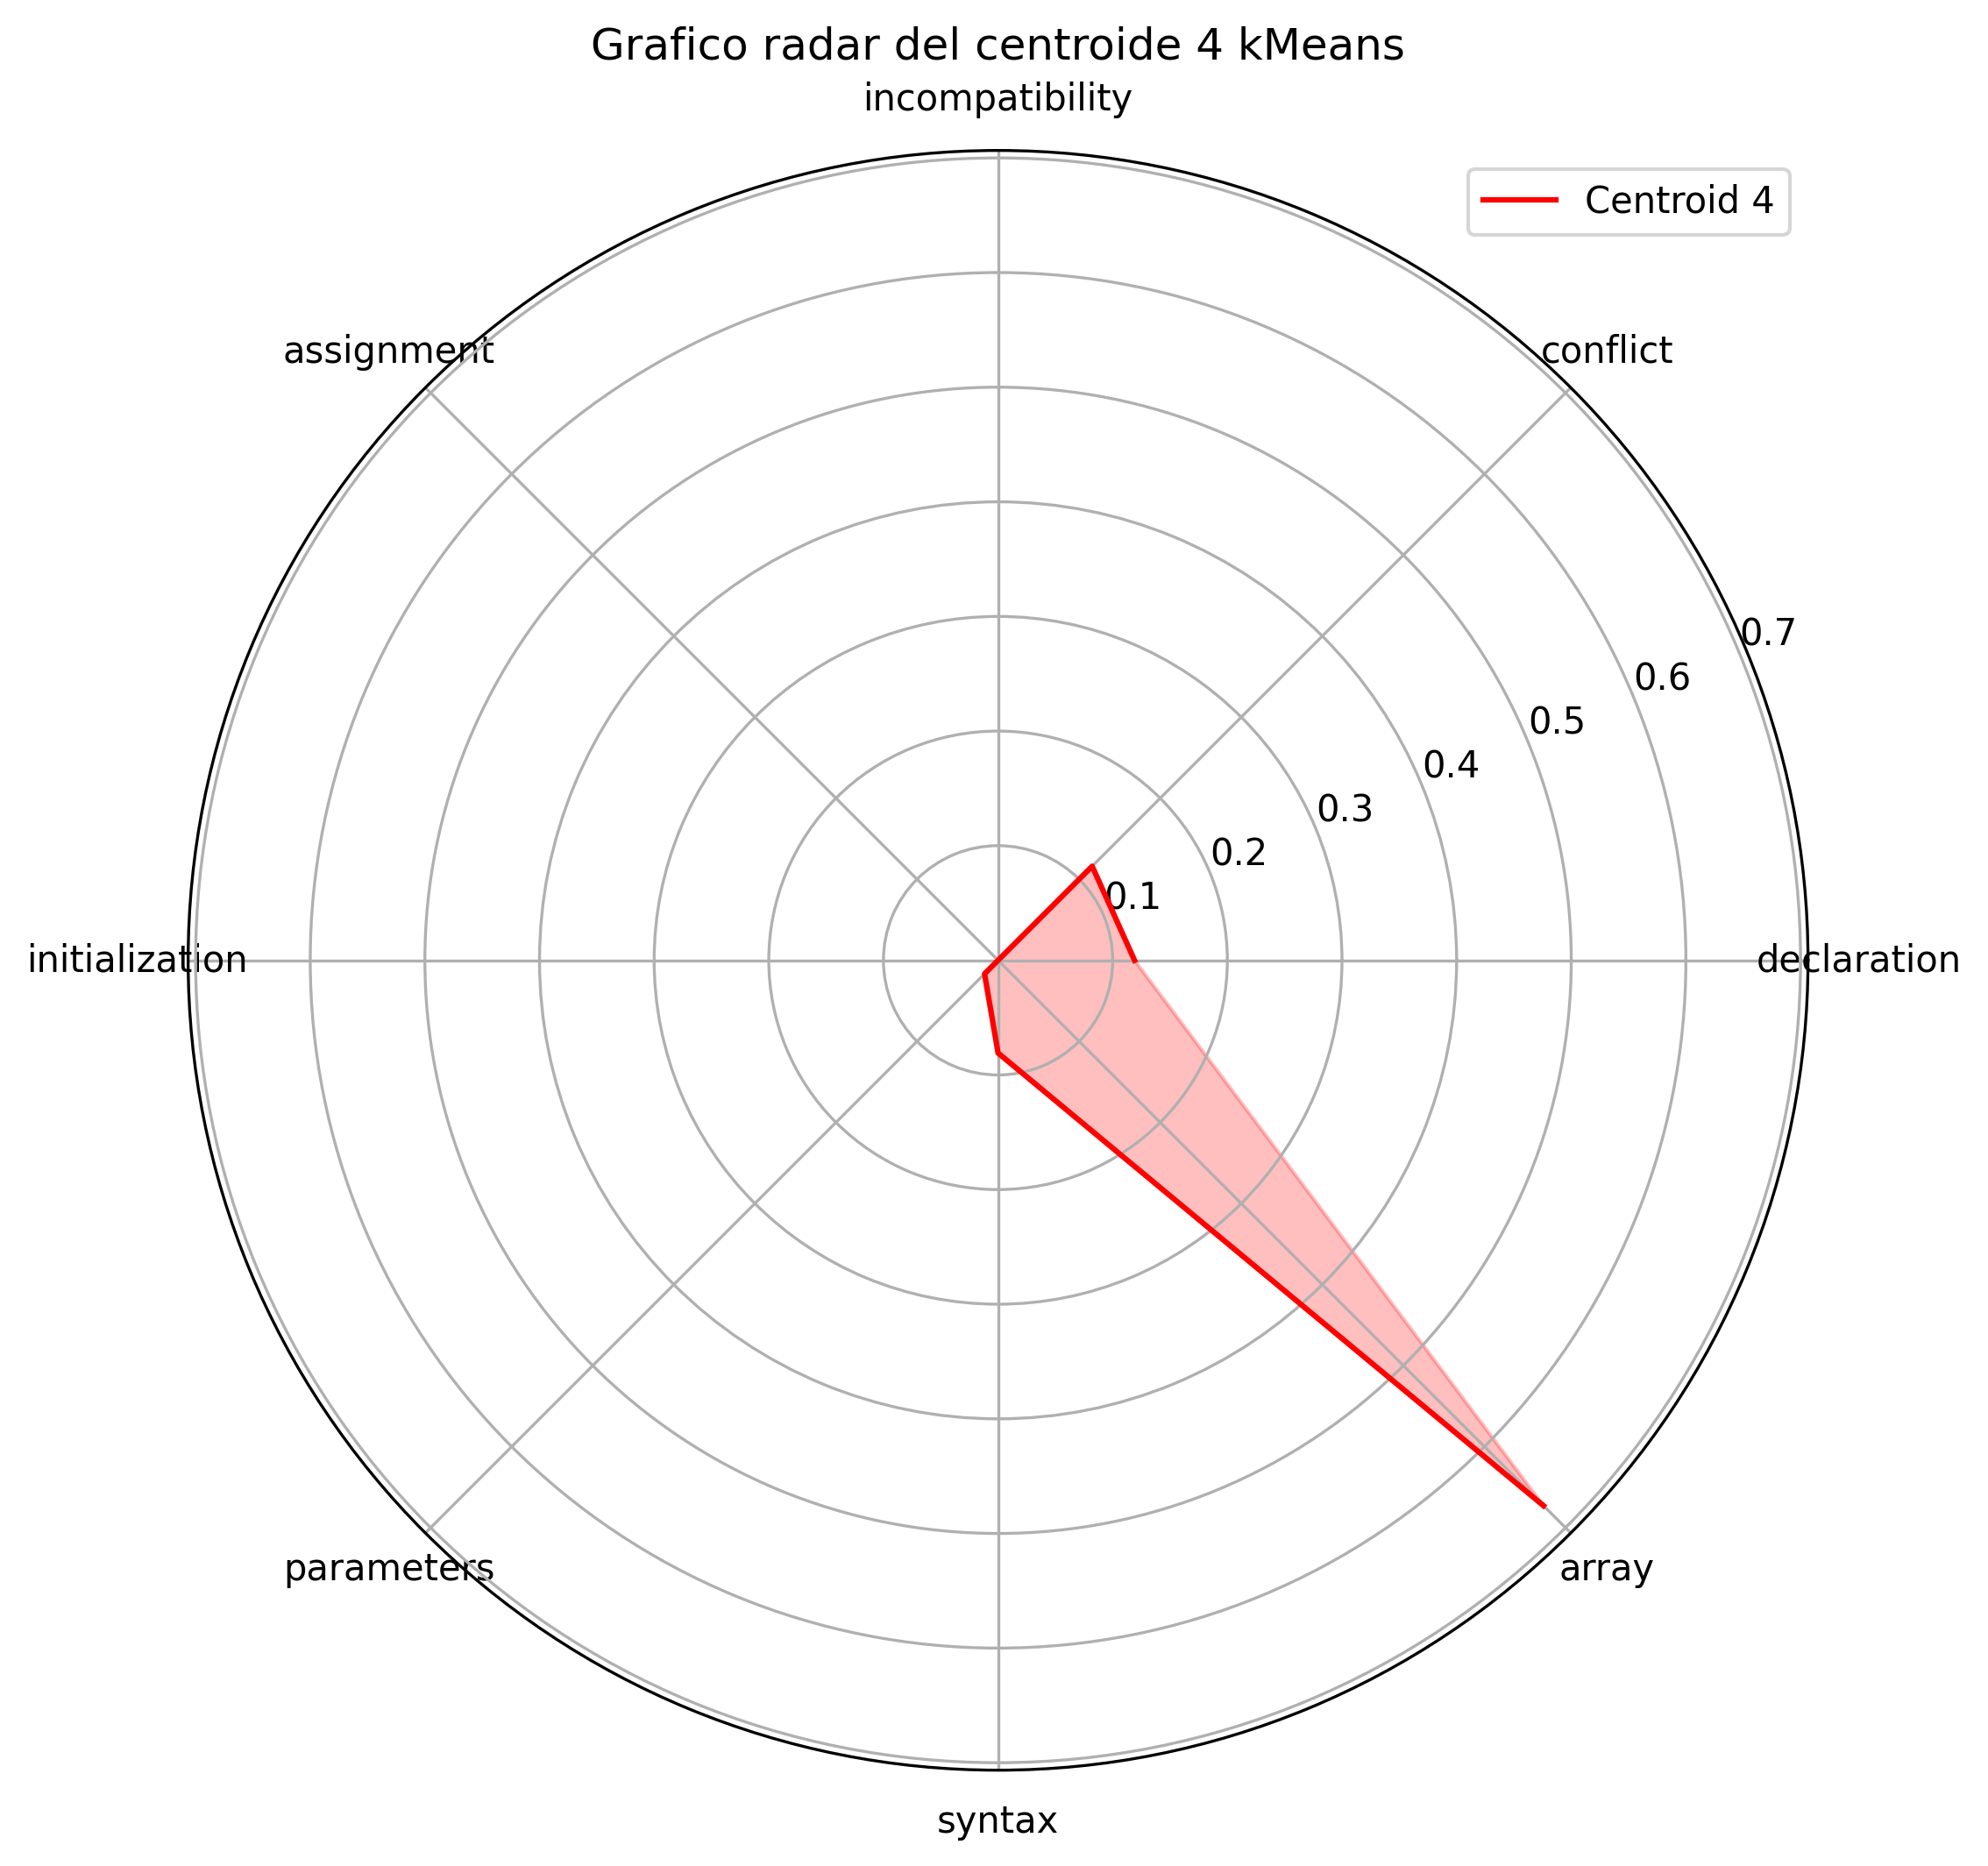 Grafico radar del centroide 4 kMeans
incompatibility
Centroid 4
assignment
conflict
0.7
0.6
0.5
0.4
0.3
0.2
0.1
initialization
declaration
parameters
array
syntax